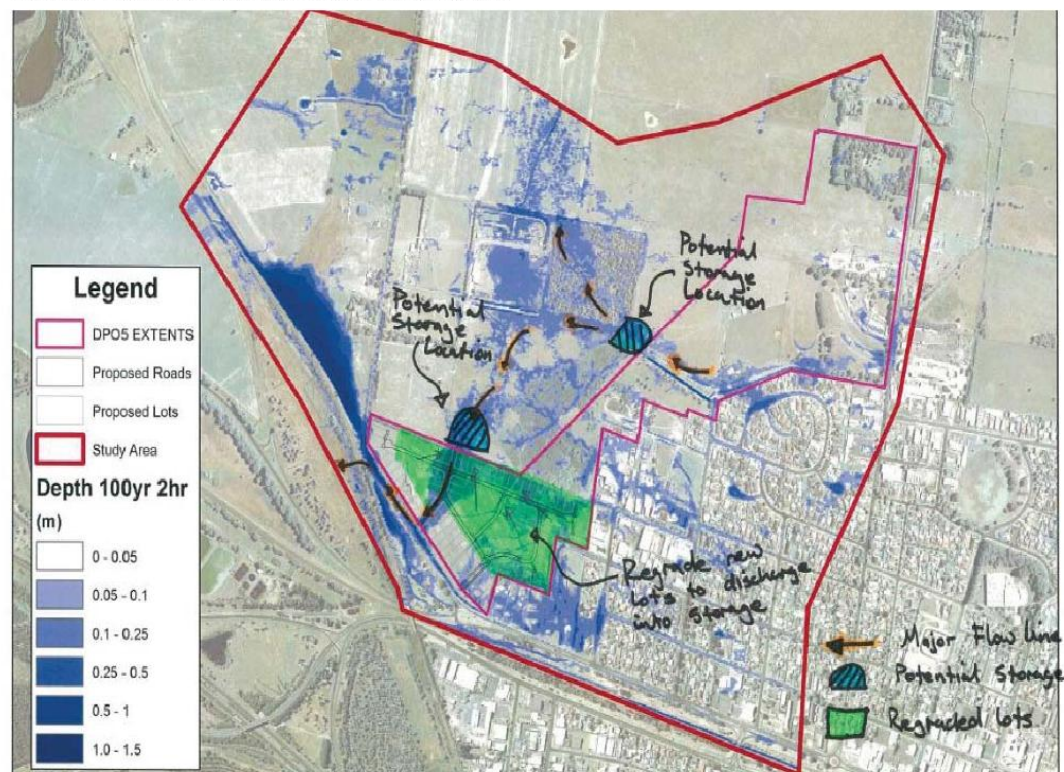 Legend
DPO5 EXTENTS
Proposed Roads
Proposed Lots
Study Area
Depth 100yr 2hr
(m)
0 - 0.05
0.05 - 0.1
0.1 - 0.25
0.25 - 0.5
0.5 - 1
1.0 - 1.5
Potential
Storage
Location
Potential
Storage
Location
Regrade new
lots to discharge
into storage
Major Flow line
Potential Storage
Regraded lots